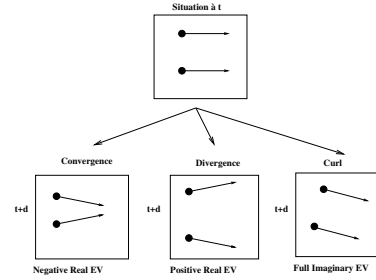 Situation à t
Convergence
Divergence
Curl
t+d
t+d
t+d
Negative Real EV
Positive Real EV
Full Imaginary EV